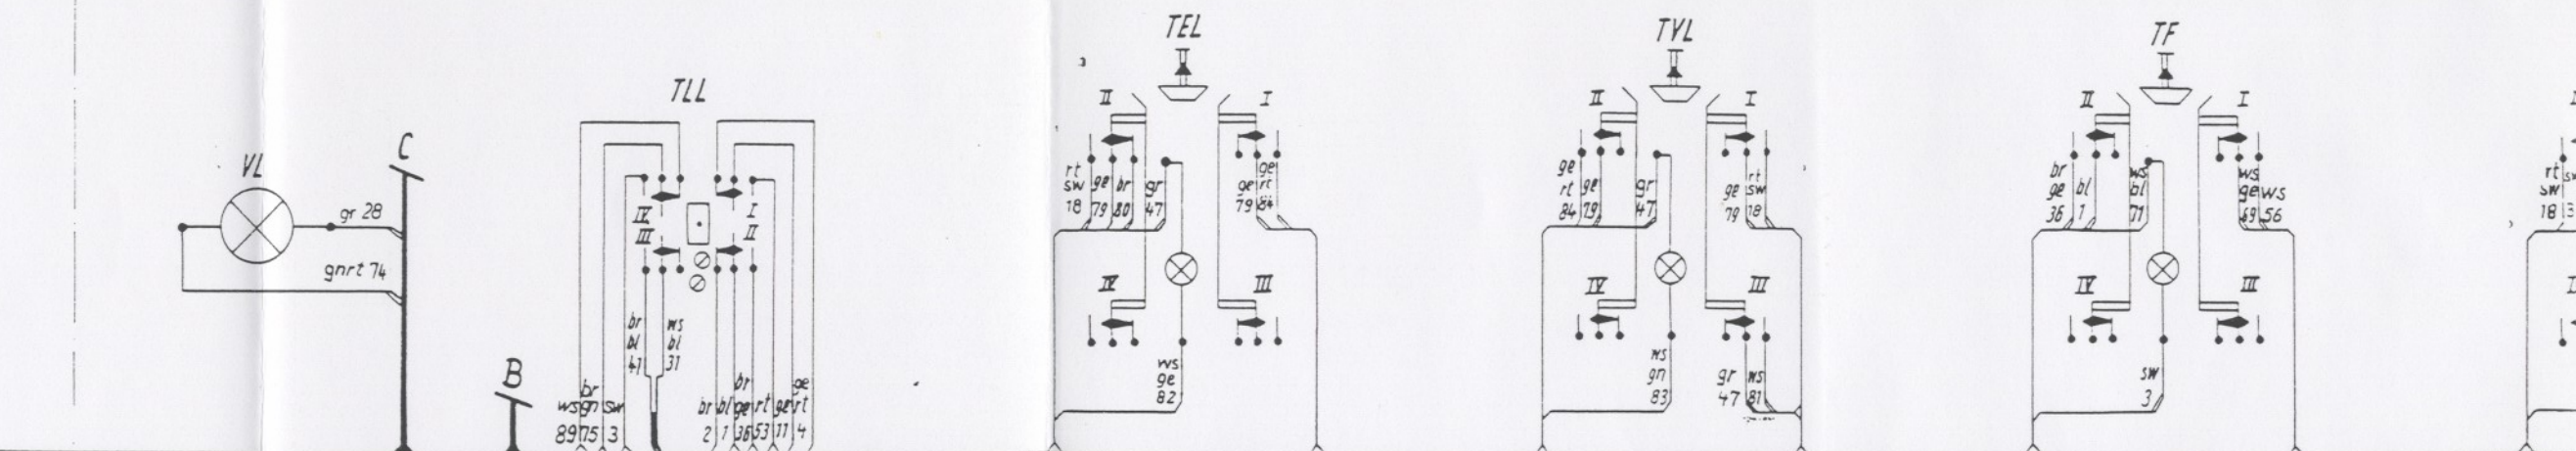 VL
gr 28
gnrt 74
C
B
TLL
IV
I
III
II
br
bl
41
ws
bl
31
ws
89
br
gn
75
sw
3
br
2
bl
1
br
ge
36
rt
53
ge
11
ge
rt
4
TEL
II
I
rt
sw
18
ge
79
br
80
gr
47
ge
79
ge
rt
84
IV
III
ws
ge
82
TVL
II
I
ge
rt
84
ge
79
gr
47
ge
79
rt
sw
18
IV
III
ws
gn
83
gr
47
ws
81
TF
II
I
br
ge
36
bl
1
ws
bl
71
ws
ge
69
ws
56
IV
III
sw
3
rt
sw
18